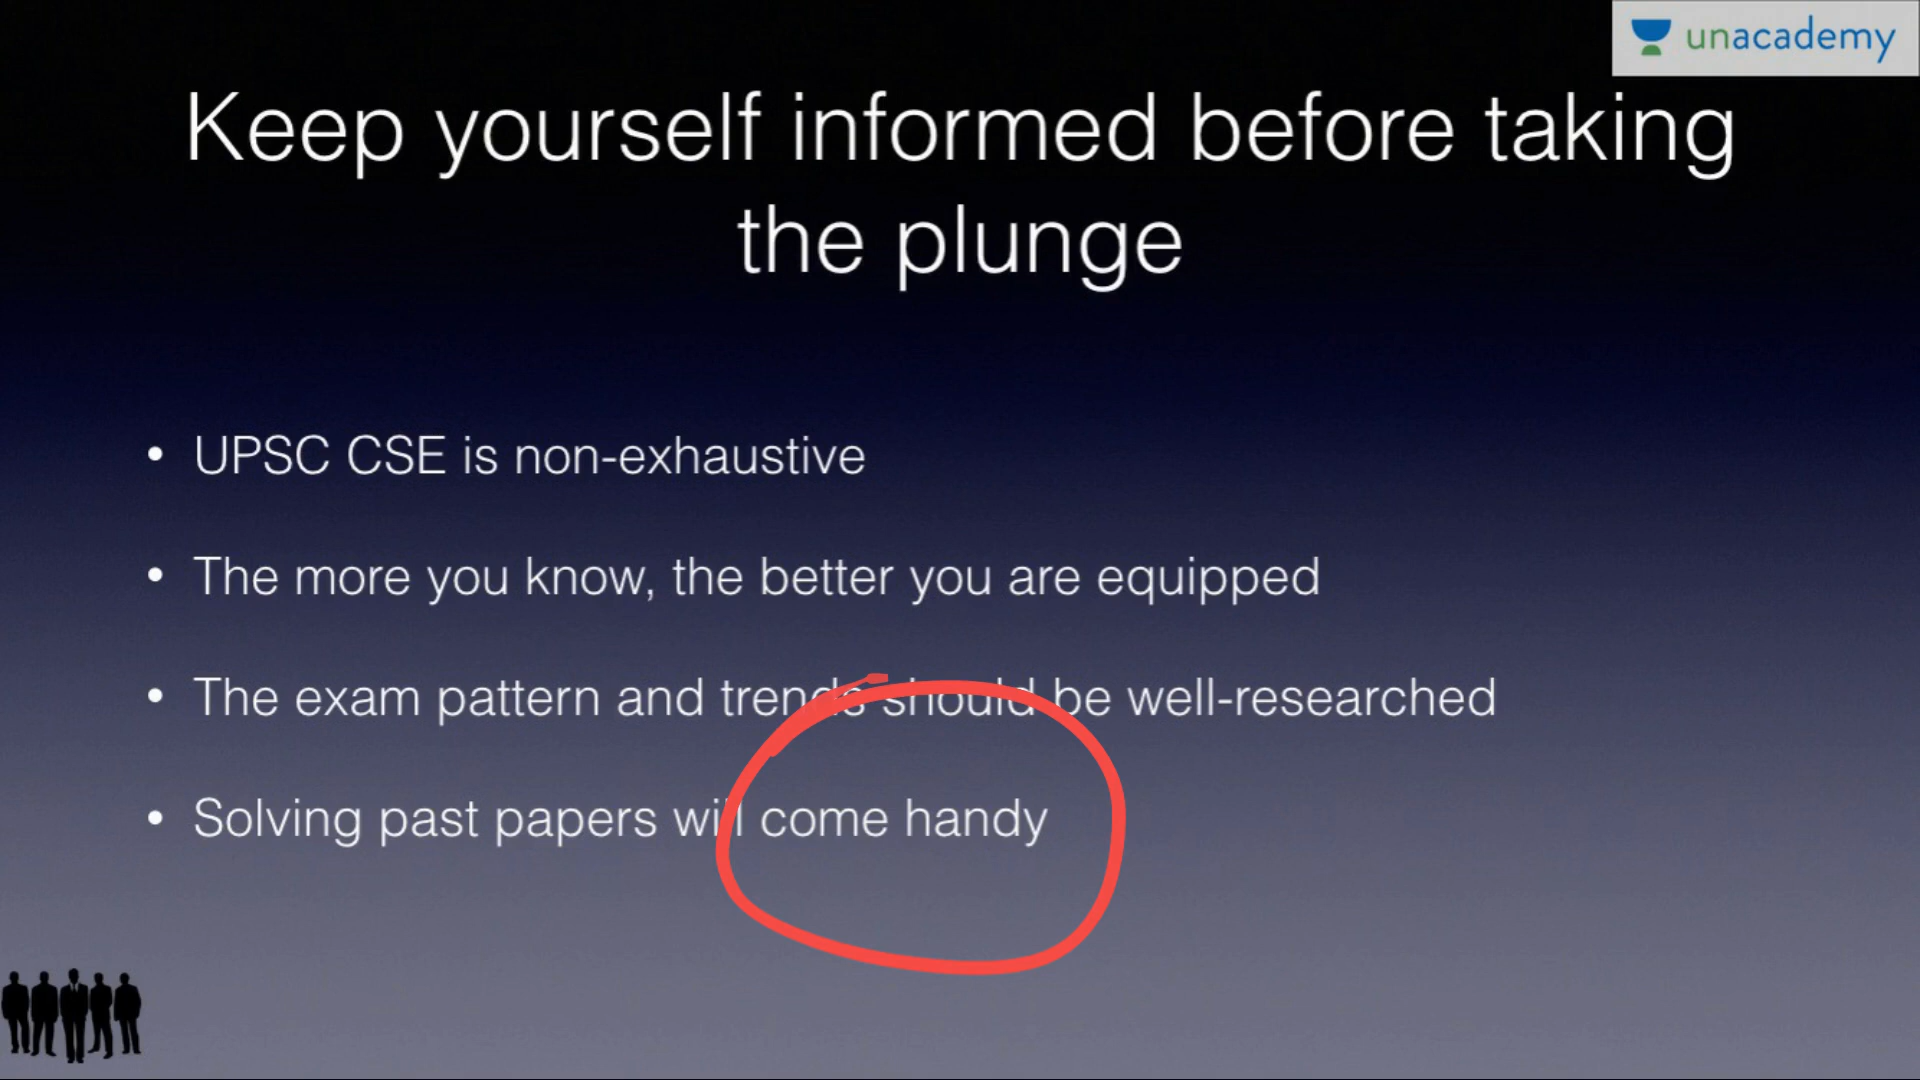 unacademy
Keep yourself informed before taking
the plunge
• UPSC CSE is non-exhaustive
• The more you know, the better you are equipped
• The exam pattern and trends should be well-researched
• Solving past papers will come handy